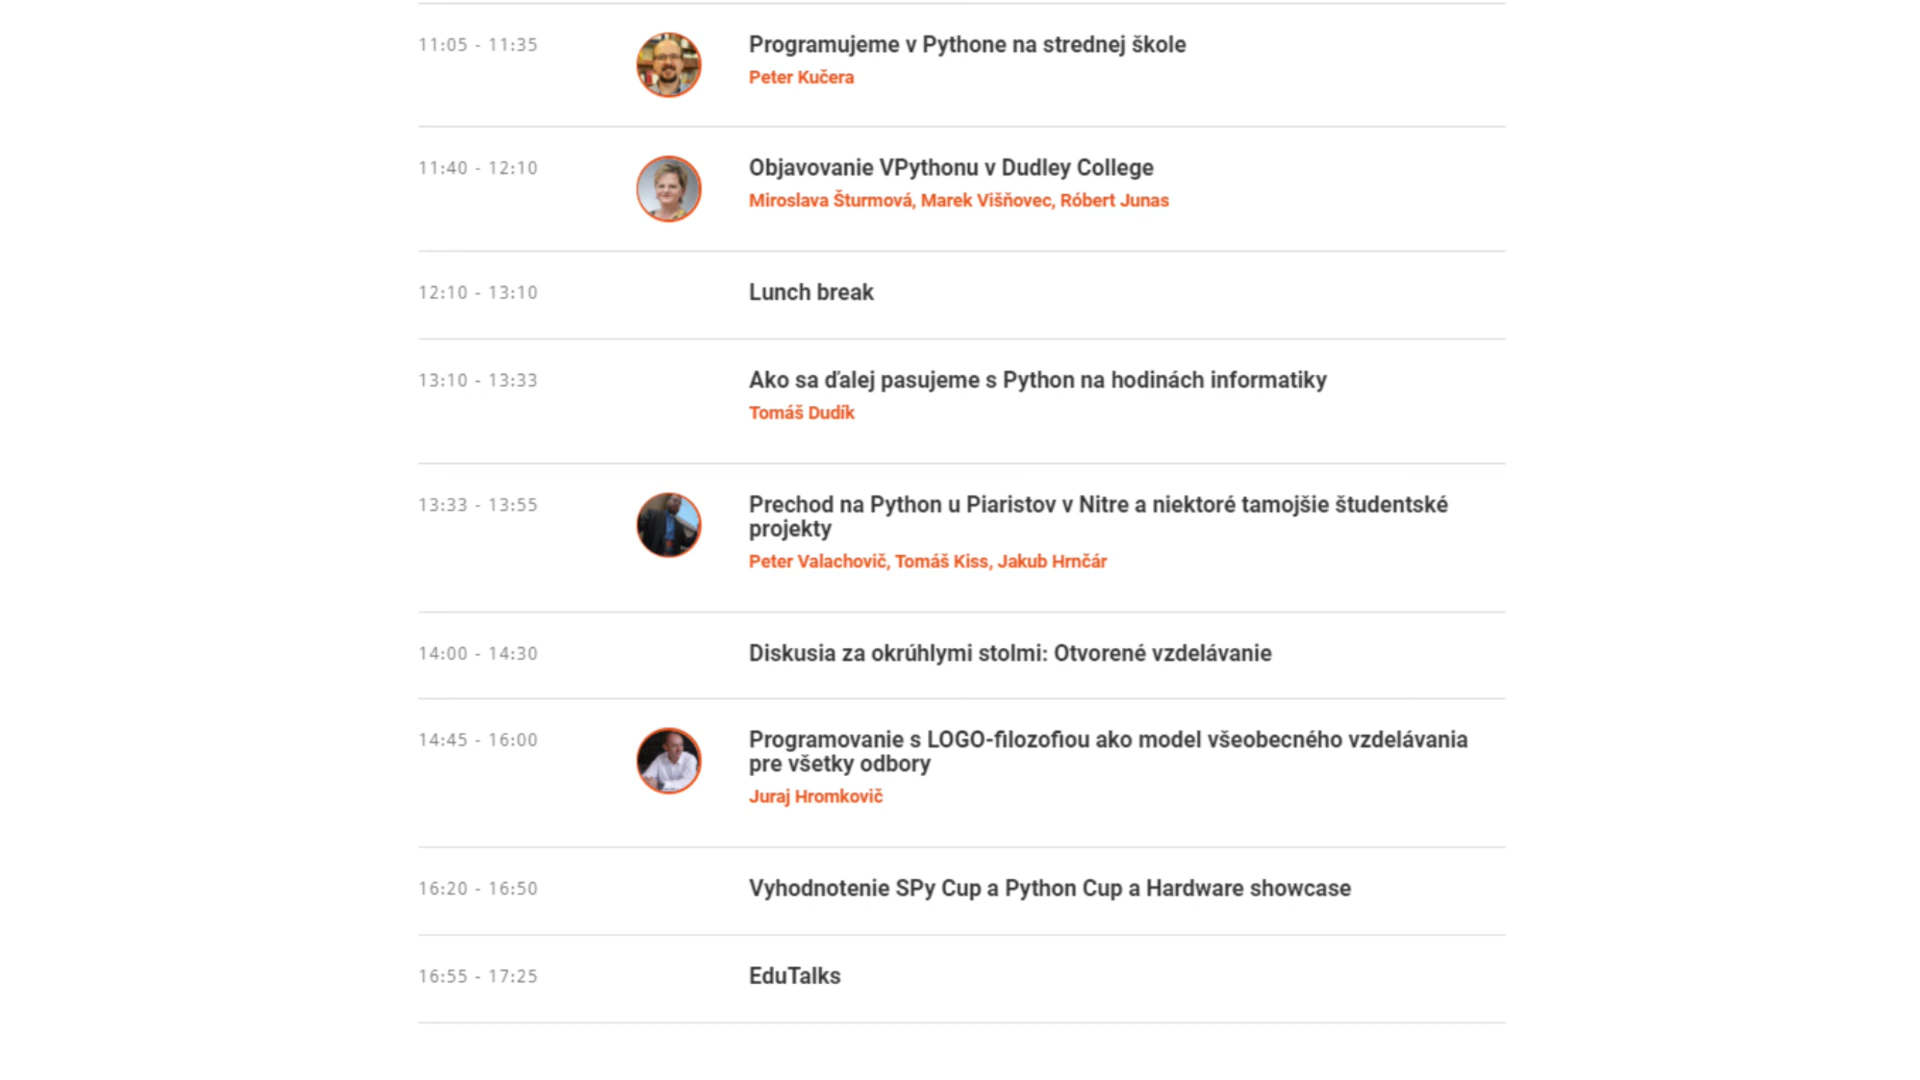 11:05 - 11:35
Programujeme v Pythone na strednej škole
Peter Kučera
11:40 - 12:10
Objavovanie VPythonu v Dudley College
Miroslava Šturmová, Marek Višňovec, Róbert Junas
12:10 - 13:10
Lunch break
13:10 - 13:33
Ako sa ďalej pasujeme s Python na hodinách informatiky
Tomáš Dudík
13:33 - 13:55
Prechod na Python u Piaristov v Nitre a niektoré tamojšie študentské
projekty
Peter Valachovič, Tomáš Kiss, Jakub Hrnčár
14:00 - 14:30
Diskusia za okrúhlymi stolmi: Otvorené vzdelávanie
14:45 - 16:00
Programovanie s LOGO-filozofiou ako model všeobecného vzdelávania
pre všetky odbory
Juraj Hromkovič
16:20 - 16:50
Vyhodnotenie SPy Cup a Python Cup a Hardware showcase
16:55 - 17:25
EduTalks